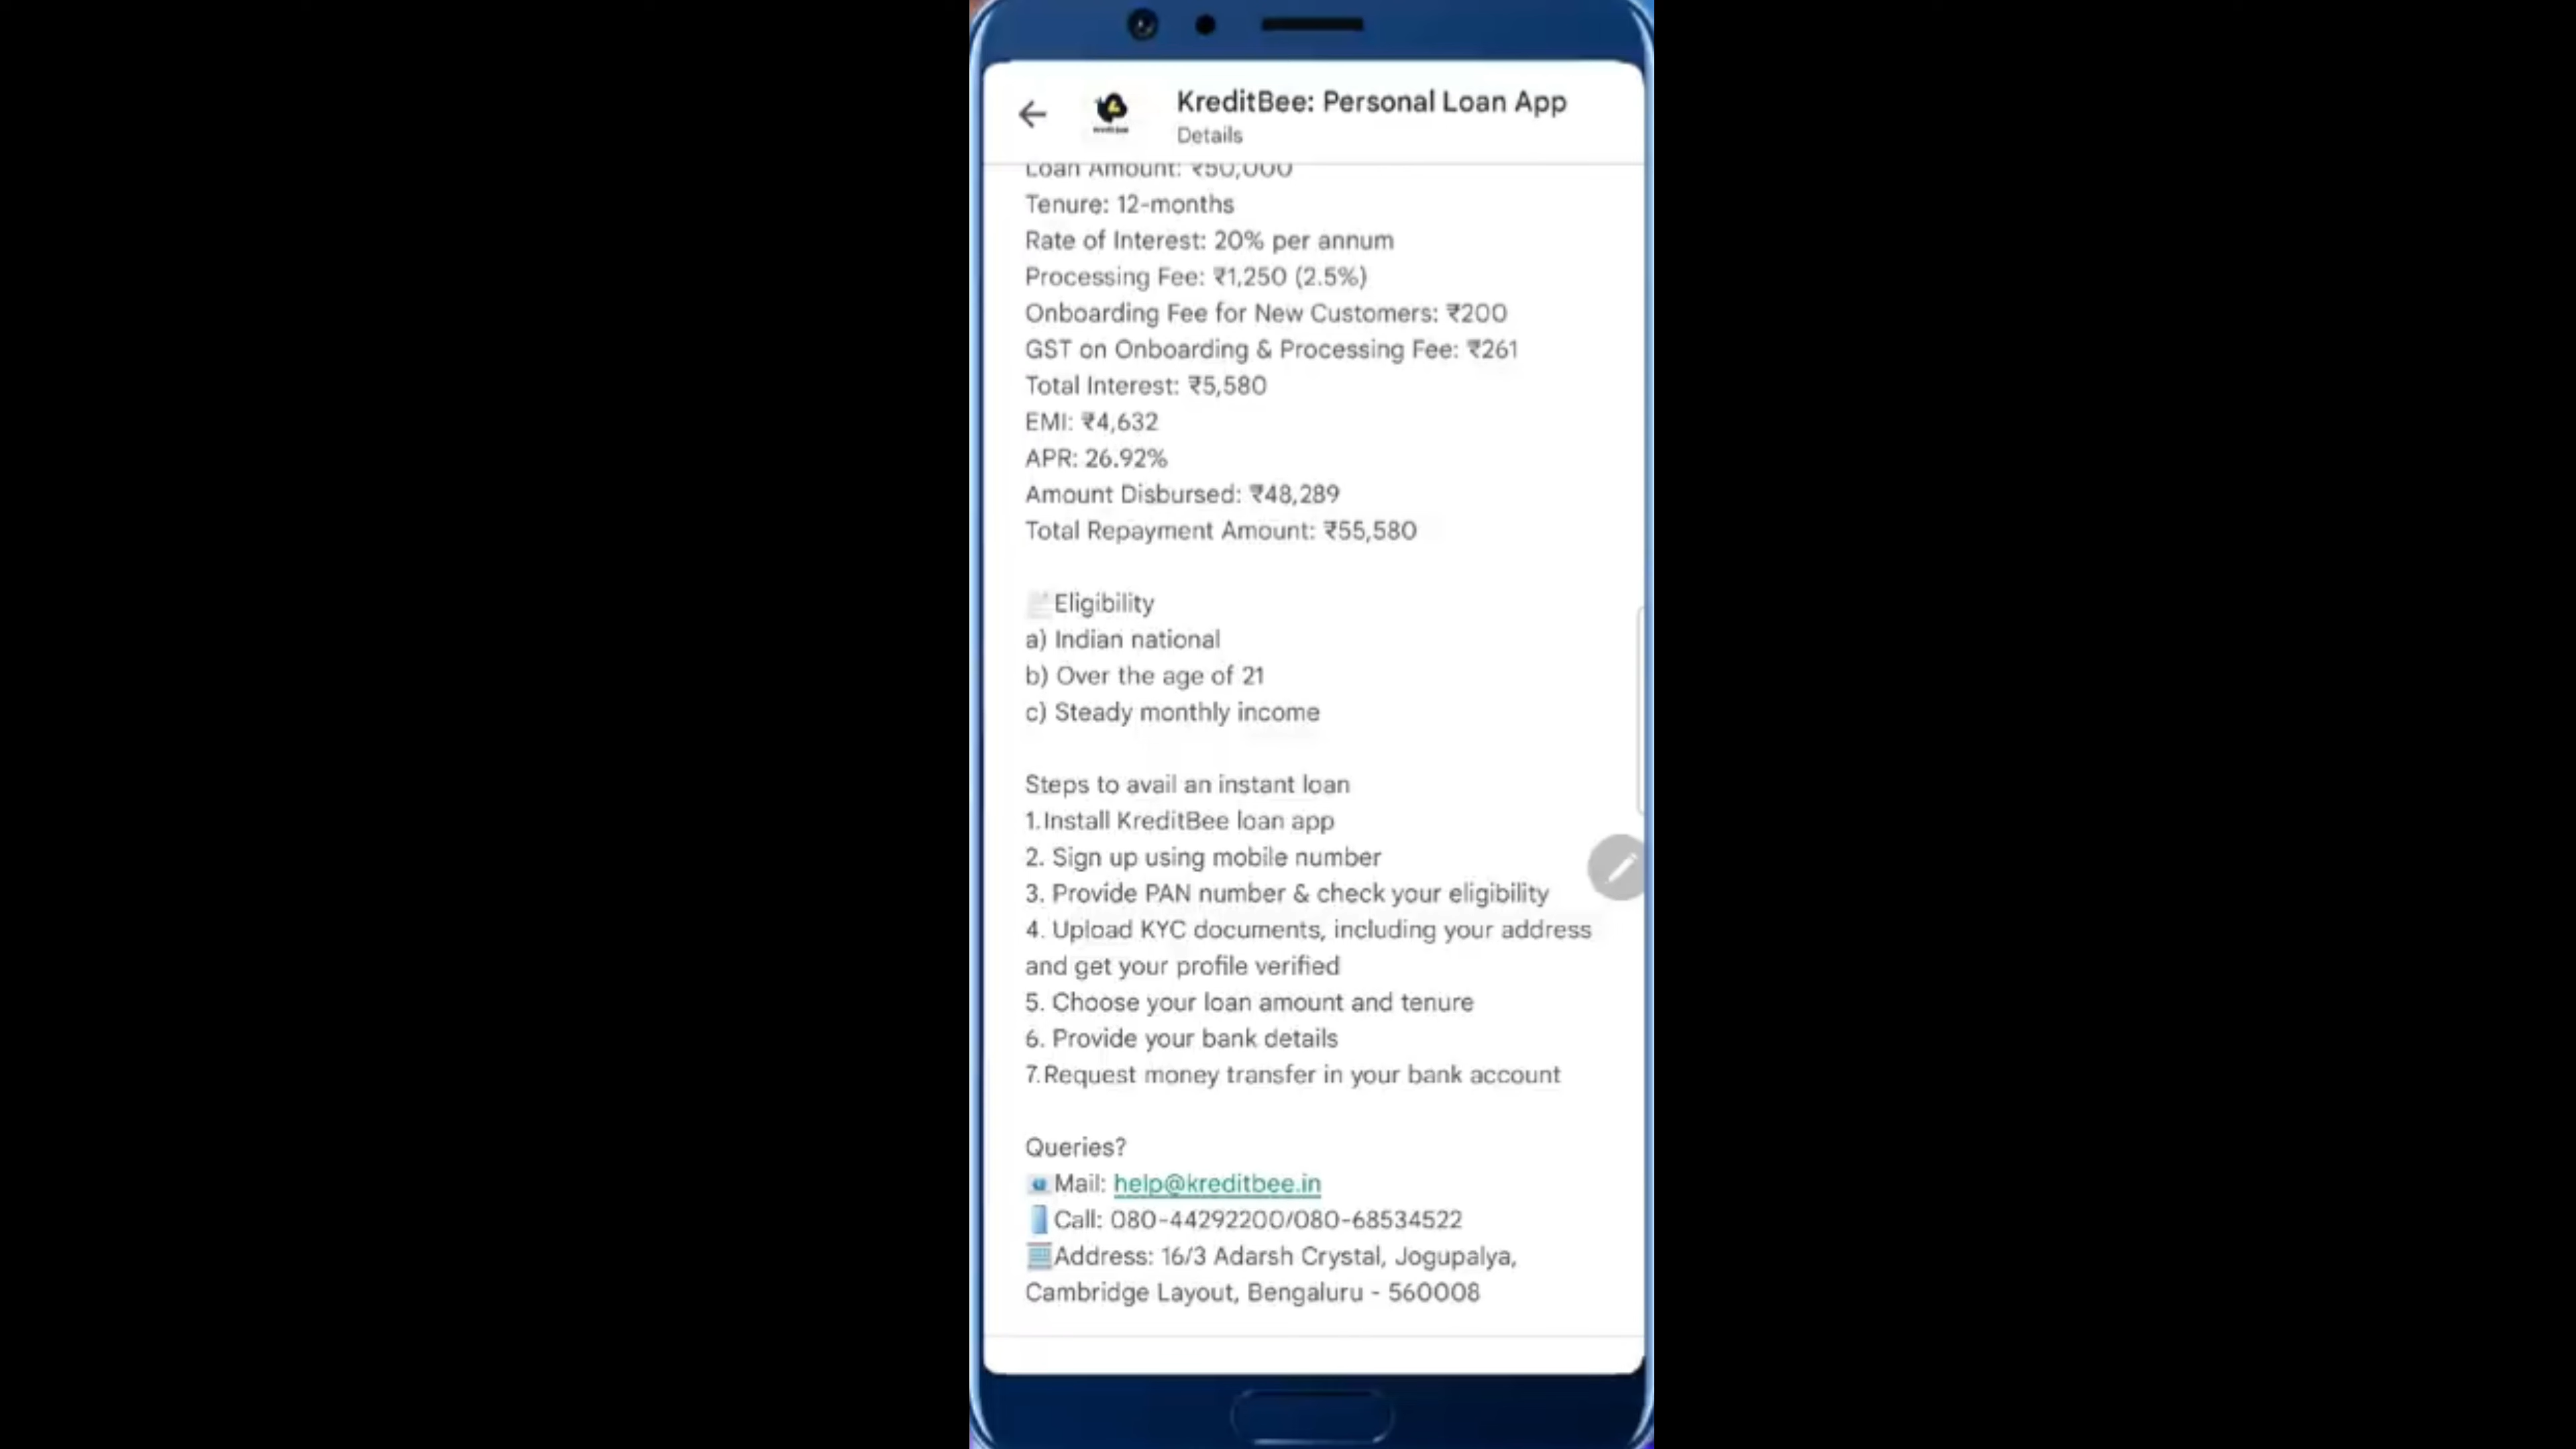 KreditBee: Personal Loan App
Details
Loan Amount: ₹50,000
Tenure: 12-months
Rate of Interest: 20% per annum
Processing Fee: ₹1,250 (2.5%)
Onboarding Fee for New Customers: ₹200
GST on Onboarding & Processing Fee: ₹261
Total Interest: ₹5,580
EMI: ₹4,632
APR: 26.92%
Amount Disbursed: ₹48,289
Total Repayment Amount: ₹55,580
Eligibility
a) Indian national
b) Over the age of 21
c) Steady monthly income
Steps to avail an instant loan
1.Install KreditBee loan app
2. Sign up using mobile number
3. Provide PAN number & check your eligibility
4. Upload KYC documents, including your address
and get your profile verified
5. Choose your loan amount and tenure
6. Provide your bank details
7.Request money transfer in your bank account
Queries?
Mail: help@kreditbee.in
Call: 080-44292200/080-68534522
Address: 16/3 Adarsh Crystal, Jogupalya,
Cambridge Layout, Bengaluru - 560008